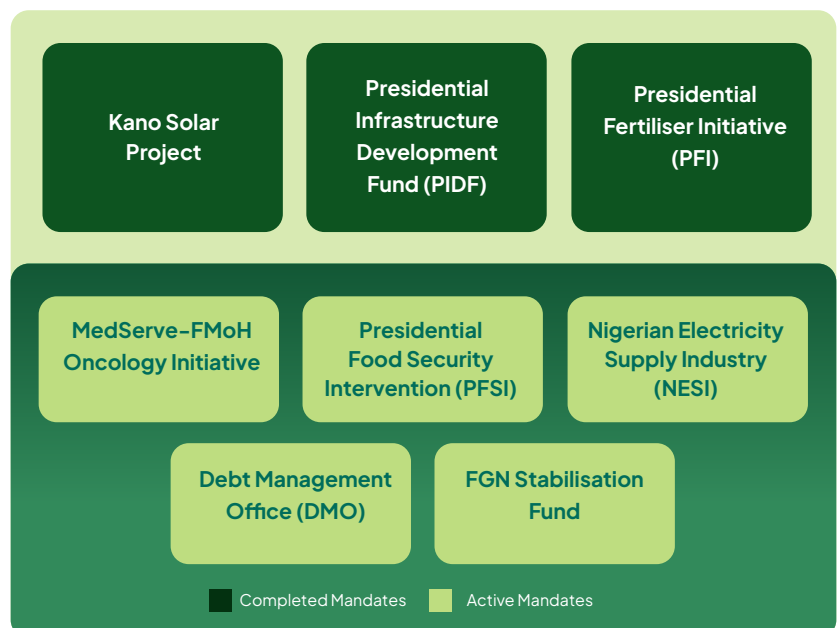 Kano Solar
Project
Presidential
Infrastructure
Development
Fund (PIDF)
Presidential
Fertiliser Initiative
(PFI)
MedServe-FMoH
Oncology Initiative
Presidential
Food Security
Intervention (PFSI)
Nigerian Electricity
Supply Industry
(NESI)
Debt Management
Office (DMO)
FGN Stabilisation
Fund
Completed Mandates
Active Mandates